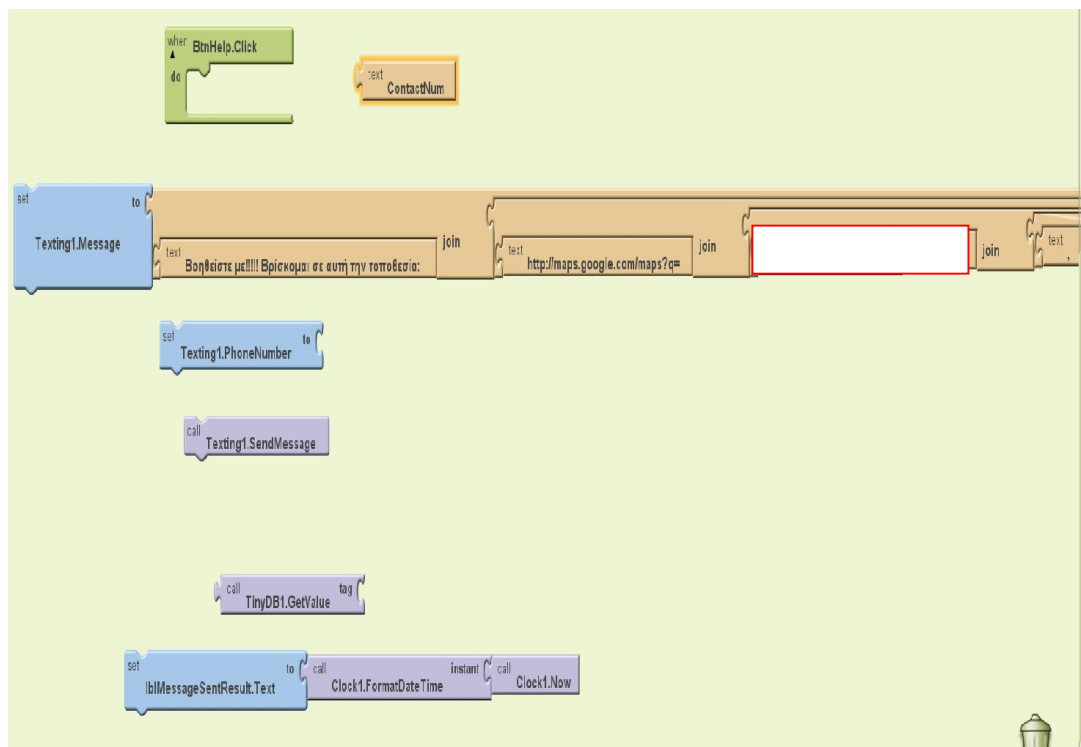 when BtnHelp.Click
do
text
ContactNum
set to
Texting1.Message
text
Βοηθείστε με!!!!! Βρίσκομαι σε αυτή την τοποθεσία:
join
text
http://maps.google.com/maps?q=
join
join
text
,
set to
Texting1.PhoneNumber
call
Texting1.SendMessage
call tag
TinyDB1.GetValue
set to
lblMessageSentResult.Text
call instant
Clock1.FormatDateTime
call
Clock1.Now